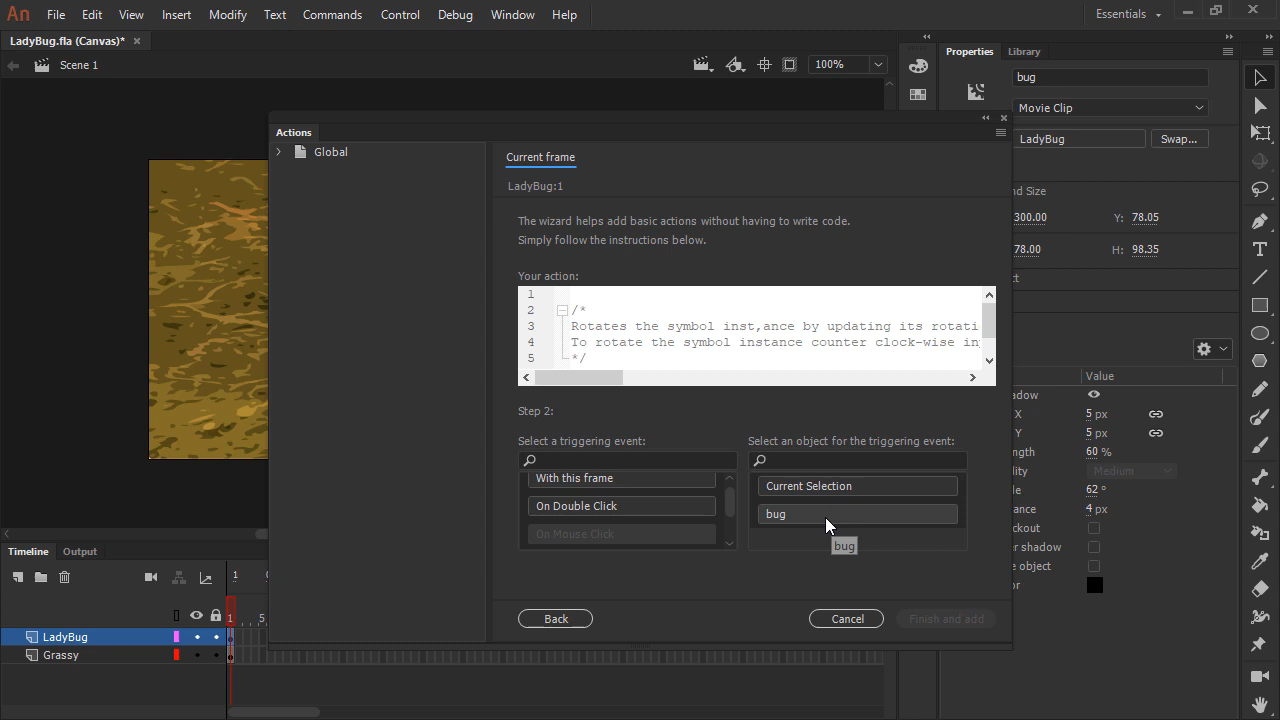 An File Edit View Insert Modify Text Commands Control Debug Window Help Essentials
LadyBug.fla (Canvas)* ×
Scene 1 100%
Properties Library
bug
Movie Clip
LadyBug Swap...
nd Size
300.00 Y: 78.05
78.00 H: 98.35
ct
Value
adow
X 5 px
Y 5 px
ngth 60 %
lity Medium
le 62 °
ance 4 px
ockout
r shadow
e object
or
Actions
Global
Current frame
LadyBug:1
The wizard helps add basic actions without having to write code.
Simply follow the instructions below.
Your action:
1
2 /*
3 Rotates the symbol inst,ance by updating its rotati
4 To rotate the symbol instance counter clock-wise in
5 */
Step 2:
Select a triggering event: Select an object for the triggering event:
With this frame Current Selection
On Double Click bug
On Mouse Click
bug
Back Cancel Finish and add
Timeline Output
1
1 5
LadyBug
Grassy